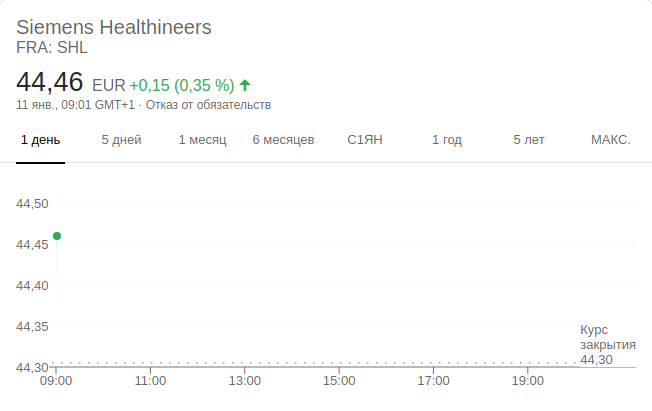 Siemens Healthineers
FRA: SHL
44,46 EUR +0,15 (0,35 %)
11 янв., 09:01 GMT+1 · Отказ от обязательств
1 день 5 дней 1 месяц 6 месяцев С1ЯН 1 год 5 лет МАКС.
44,50
44,45
44,40
44,35
44,30
Курс
закрытия
44,30
09:00 11:00 13:00 15:00 17:00 19:00